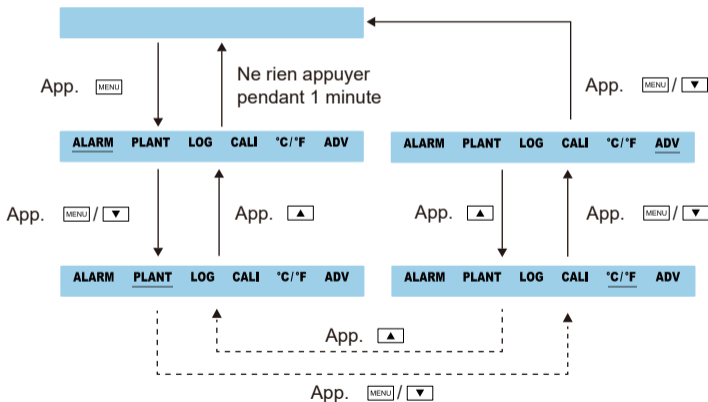 App. MENU
Ne rien appuyer
pendant 1 minute
App. MENU / ▼
ALARM PLANT LOG CALI °C/°F ADV
ALARM PLANT LOG CALI °C/°F ADV
App. MENU / ▼
App. ▲
App. ▲
App. MENU / ▼
ALARM PLANT LOG CALI °C/°F ADV
ALARM PLANT LOG CALI °C/°F ADV
App. ▲
App. MENU / ▼